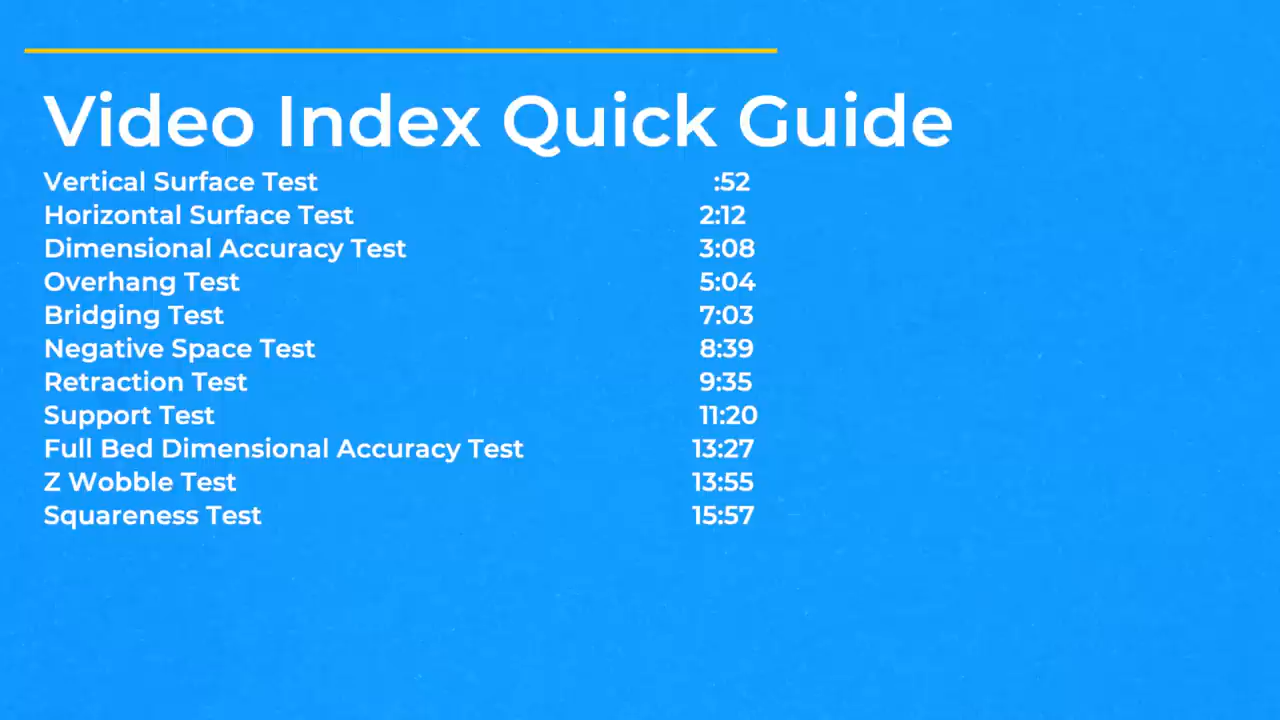 Video Index Quick Guide
Vertical Surface Test :52
Horizontal Surface Test 2:12
Dimensional Accuracy Test 3:08
Overhang Test 5:04
Bridging Test 7:03
Negative Space Test 8:39
Retraction Test 9:35
Support Test 11:20
Full Bed Dimensional Accuracy Test 13:27
Z Wobble Test 13:55
Squareness Test 15:57